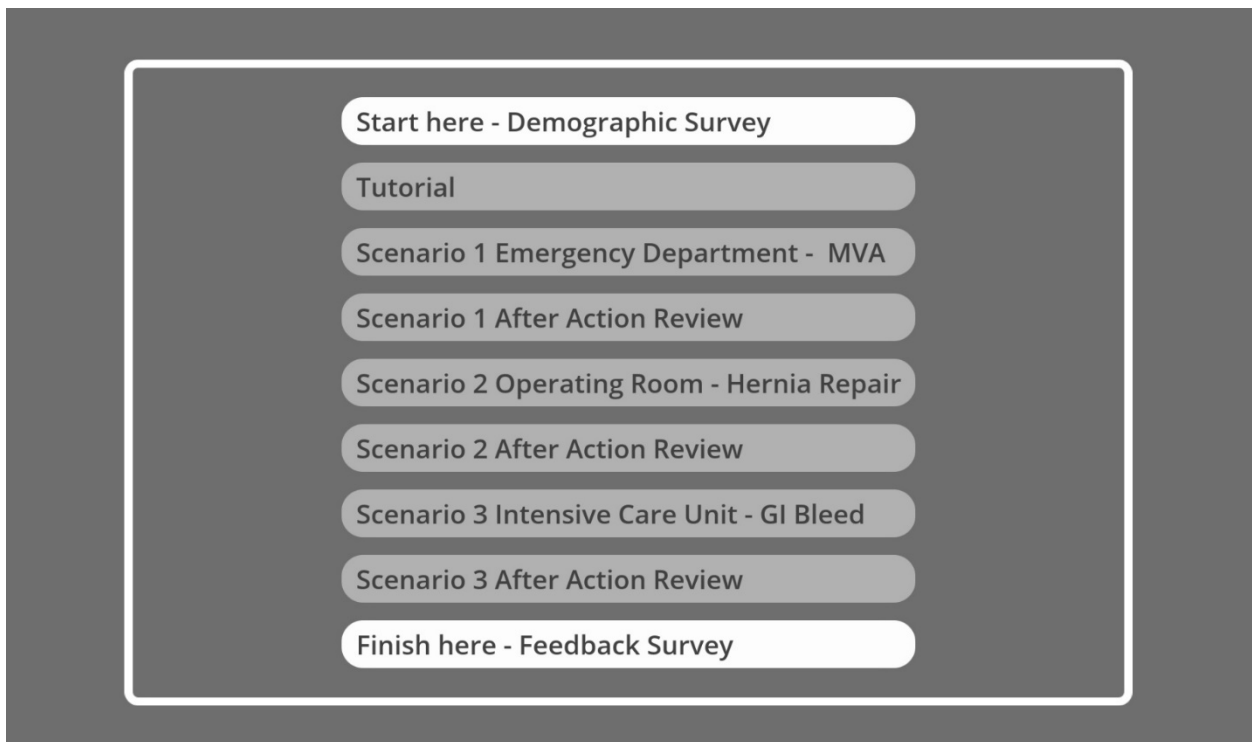 Start here - Demographic Survey
Tutorial
Scenario 1 Emergency Department -  MVA
Scenario 1 After Action Review
Scenario 2 Operating Room - Hernia Repair
Scenario 2 After Action Review
Scenario 3 Intensive Care Unit - GI Bleed
Scenario 3 After Action Review
Finish here - Feedback Survey